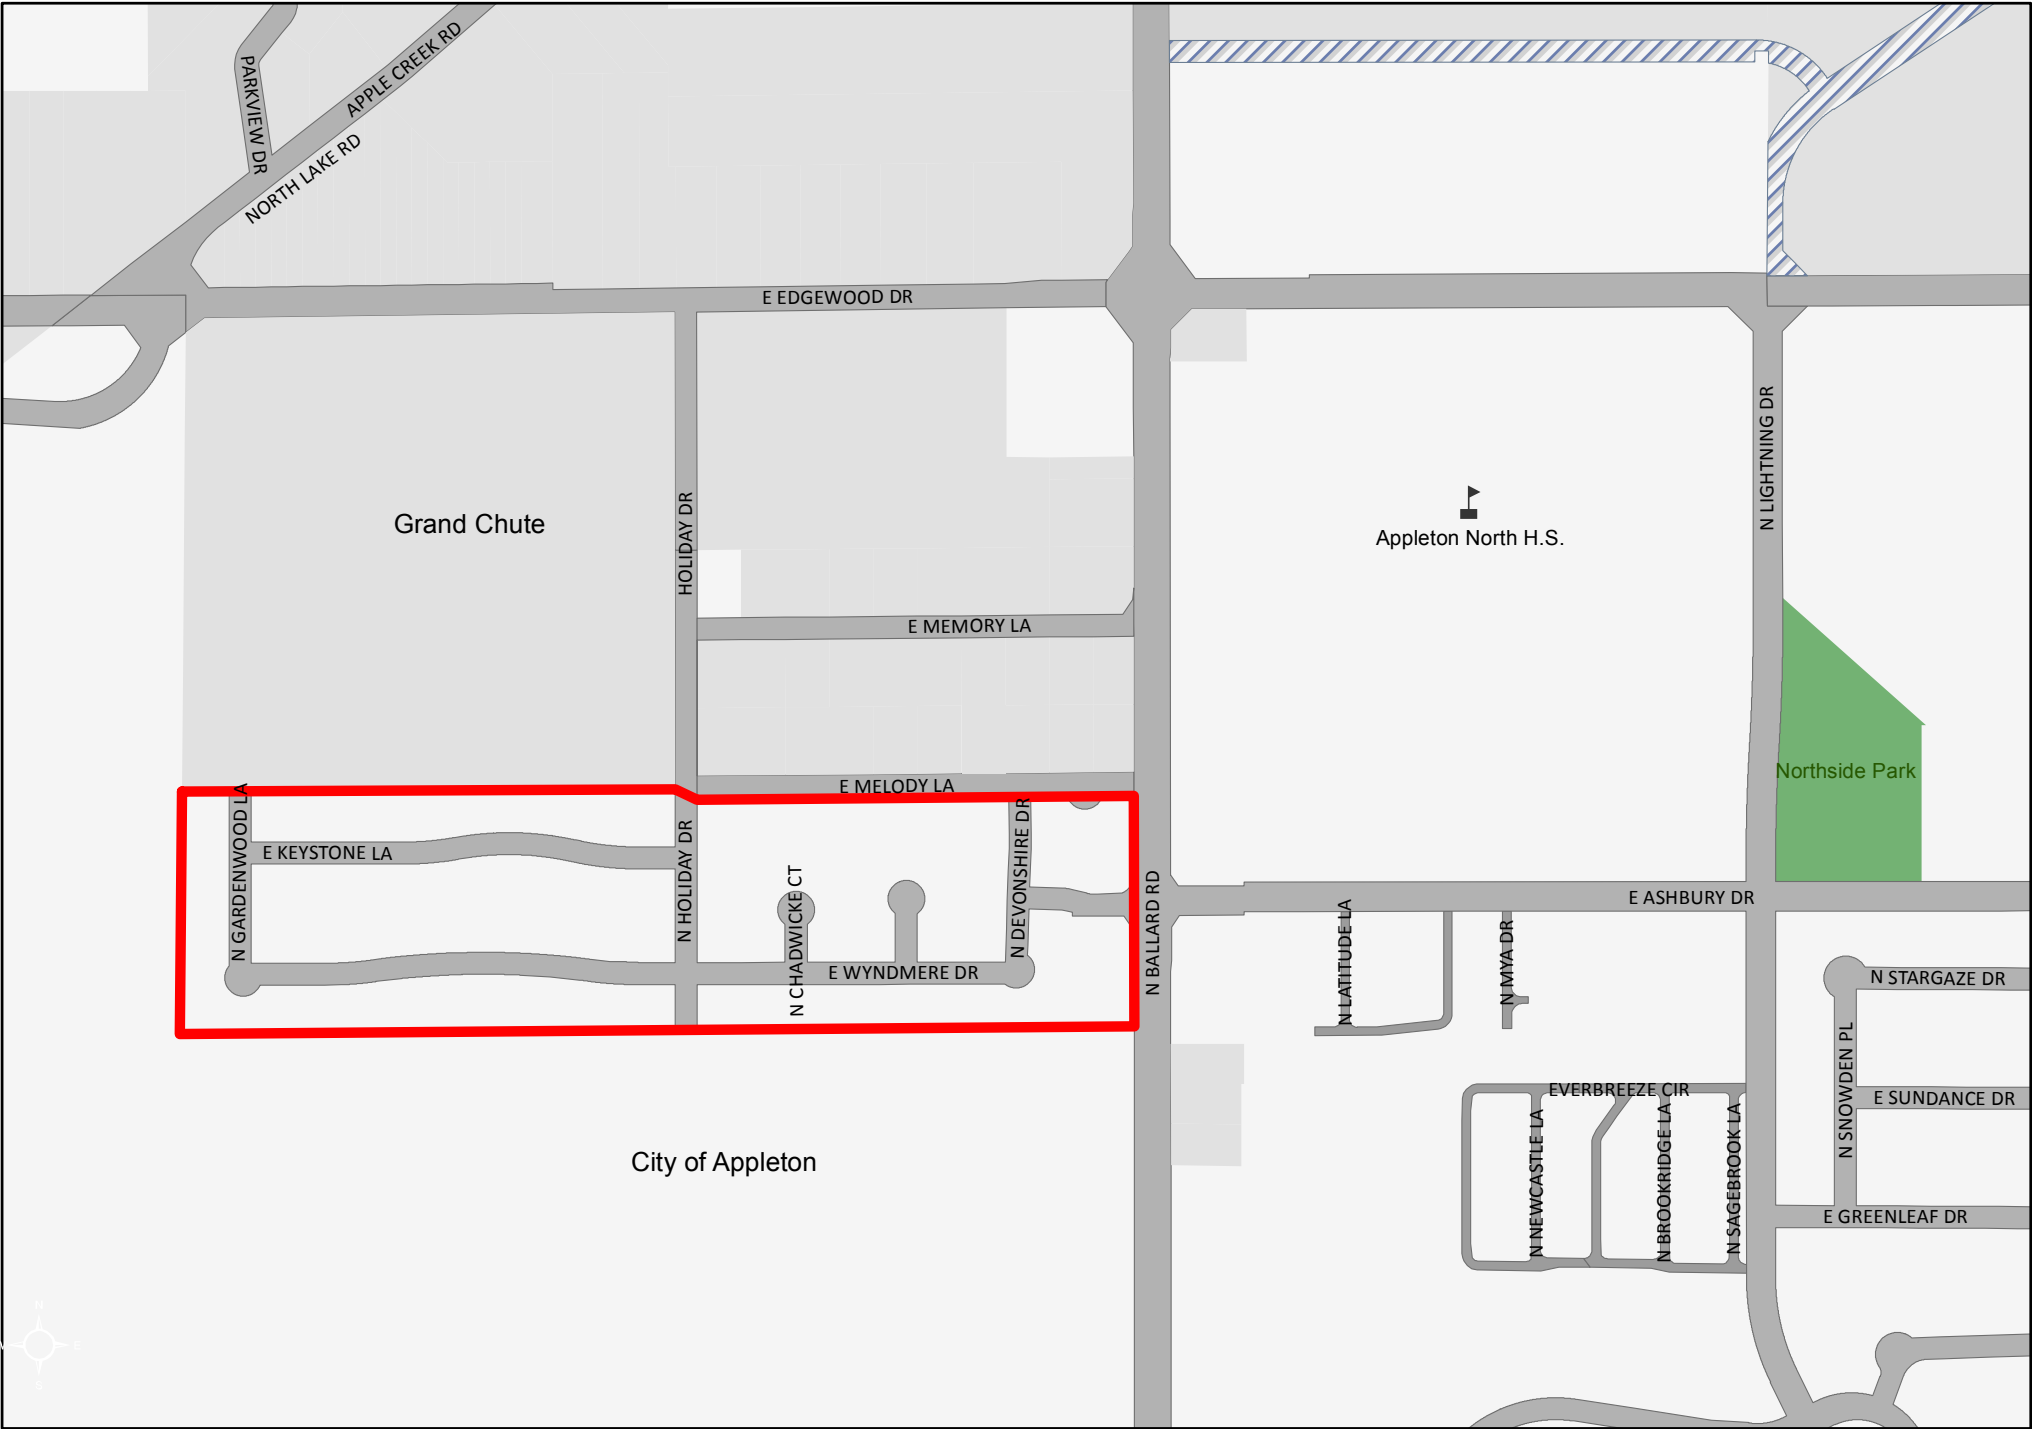 PARKVIEW DR
APPLE CREEK RD
NORTH LAKE RD
E EDGEWOOD DR
N LIGHTNING DR
HOLIDAY DR
Grand Chute
Appleton North H.S.
E MEMORY LA
Northside Park
E MELODY LA
N GARDENWOOD LA
E KEYSTONE LA
N HOLIDAY DR
N CHADWICKE CT
N DEVONSHIRE DR
E WYNDMERE DR
N BALLARD RD
E ASHBURY DR
N LATITUDE LA
N MYA DR
N STARGAZE DR
N SNOWDEN PL
EVERBREEZE CIR
E SUNDANCE DR
N NEWCASTLE LA
N BROOKRIDGE LA
N SAGEBROOK LA
City of Appleton
E GREENLEAF DR
N
E
S